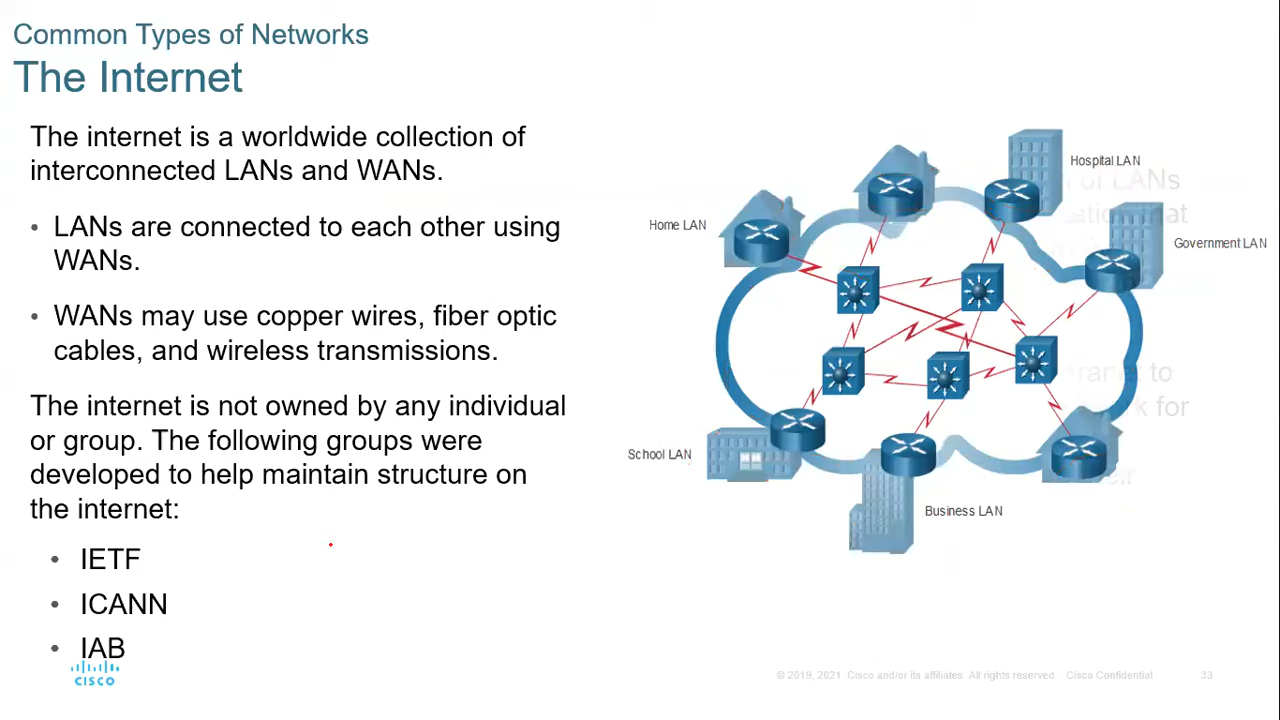 Common Types of Networks
The Internet
The internet is a worldwide collection of
interconnected LANs and WANs.
• LANs are connected to each other using
WANs.
• WANs may use copper wires, fiber optic
cables, and wireless transmissions.
The internet is not owned by any individual
or group. The following groups were
developed to help maintain structure on
the internet:
• IETF
• ICANN
• IAB
CISCO
Hospital LAN
of LANs
Home LAN
Government LAN
to
k for
School LAN
Business LAN
© 2019, 2021 Cisco and/or its affiliates. All rights reserved. Cisco Confidential
33